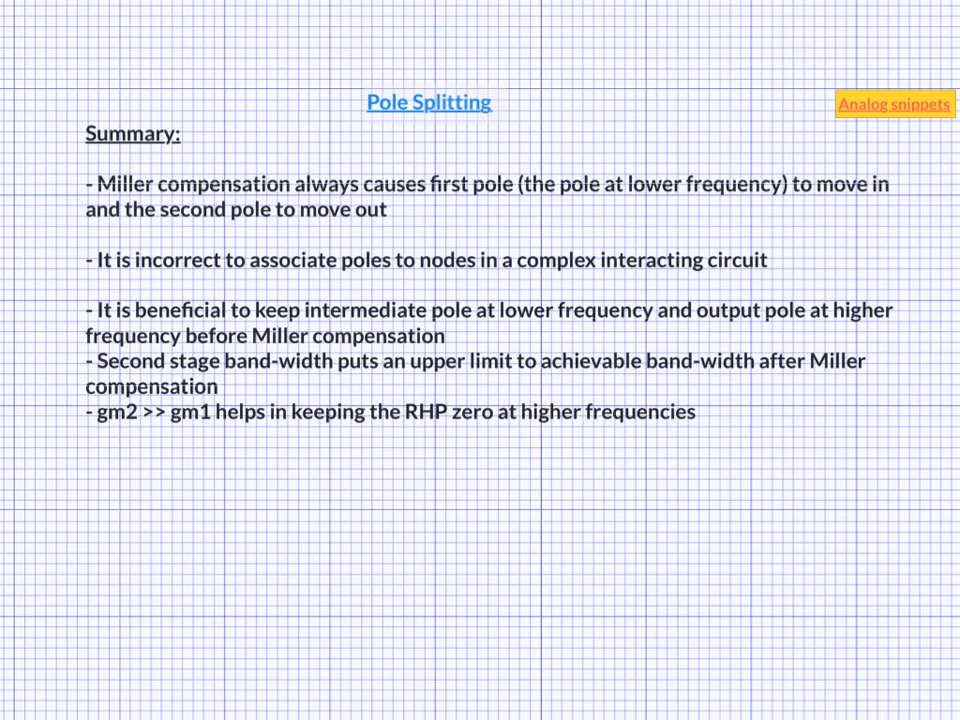 Pole Splitting
Analog snippets
Summary:
- Miller compensation always causes first pole (the pole at lower frequency) to move in
and the second pole to move out
- It is incorrect to associate poles to nodes in a complex interacting circuit
- It is beneficial to keep intermediate pole at lower frequency and output pole at higher
frequency before Miller compensation
- Second stage band-width puts an upper limit to achievable band-width after Miller
compensation
- gm2 >> gm1 helps in keeping the RHP zero at higher frequencies